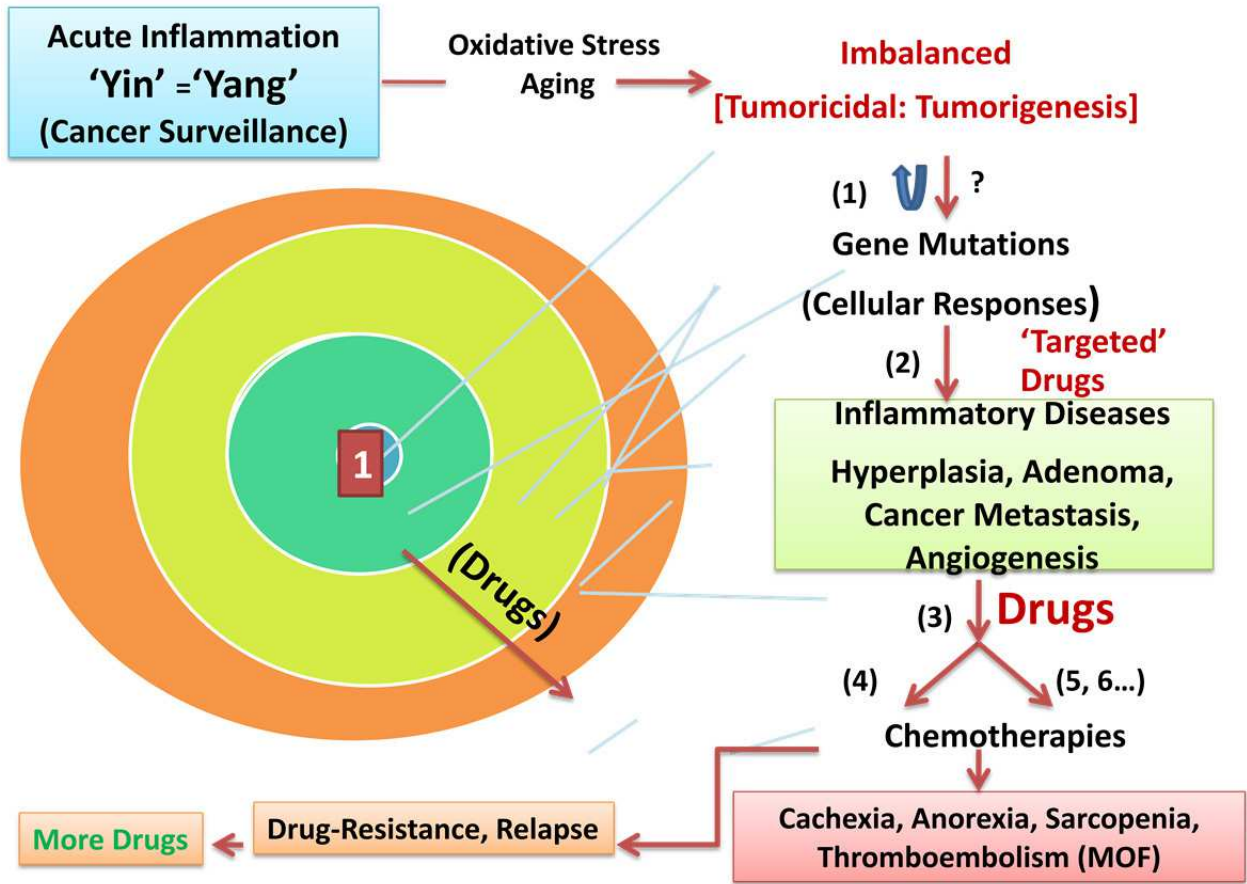 Acute Inflammation
‘Yin’ =‘Yang’
(Cancer Surveillance)
Oxidative Stress
Aging
Imbalanced
[Tumoricidal: Tumorigenesis]
(1)
?
Gene Mutations
(Cellular Responses)
(2)
‘Targeted’
Drugs
Inflammatory Diseases
Hyperplasia, Adenoma,
Cancer Metastasis,
Angiogenesis
1
(Drugs)
(3)
Drugs
(4)
(5, 6...)
Chemotherapies
Cachexia, Anorexia, Sarcopenia,
Thromboembolism (MOF)
Drug-Resistance, Relapse
More Drugs